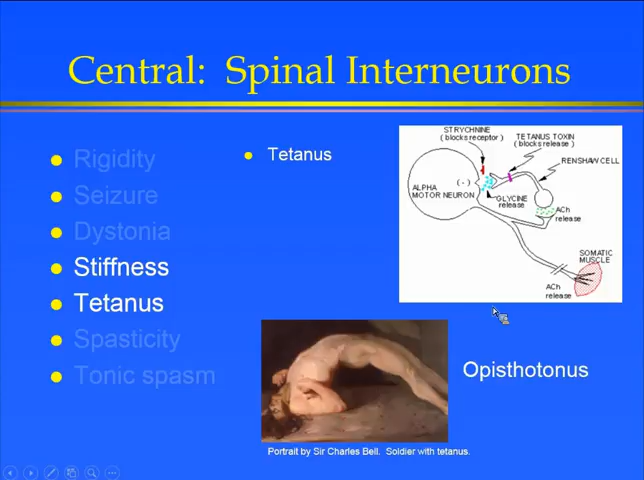 Central:  Spinal Interneurons
Rigidity
Seizure
Dystonia
Stiffness
Tetanus
Spasticity
Tonic spasm
Tetanus
STRYCHNINE
(blocks receptor)
TETANUS TOXIN
(blocks release)
RENSHAW CELL
(-)
ALPHA
MOTOR NEURON
GLYCINE
release
ACh
release
SOMATIC
MUSCLE
ACh
release
Opisthotonus
Portrait by Sir Charles Bell.  Soldier with tetanus.